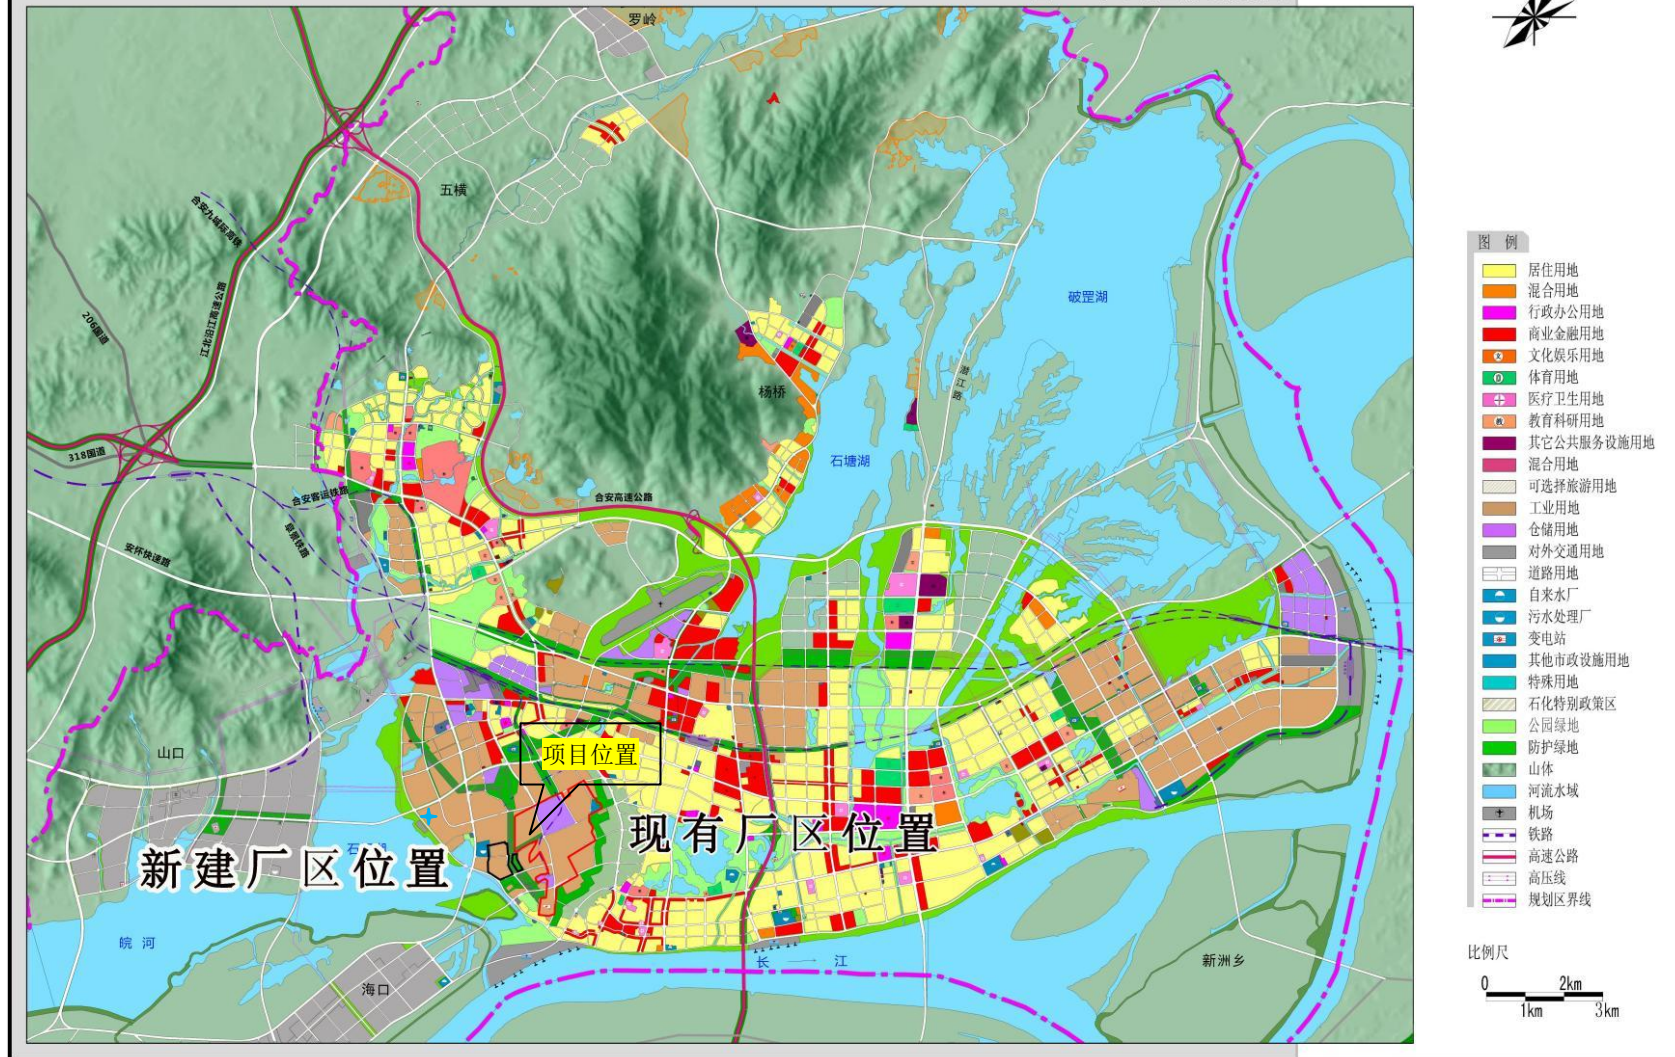 罗岭
五横
合安九城际高铁
206国道
江北沿江高速公路
破罡湖
潜江路
杨桥
318国道
石塘湖
合安客运铁路
合安高速公路
阜景铁路
安怀快速路
山口
项目位置
现有厂区位置
石
湖
新建厂区位置
皖 河
长 江
新洲乡
海口
图 例
居住用地
混合用地
行政办公用地
商业金融用地
文化娱乐用地
体育用地
医疗卫生用地
教育科研用地
其它公共服务设施用地
混合用地
可选择旅游用地
工业用地
仓储用地
对外交通用地
道路用地
自来水厂
污水处理厂
变电站
其他市政设施用地
特殊用地
石化特别政策区
公园绿地
防护绿地
山体
河流水域
机场
铁路
高速公路
高压线
规划区界线
比例尺
0 2km
1km 3km